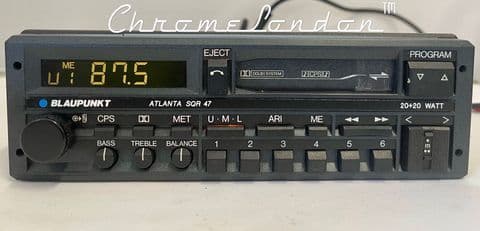 ChromeLondon™
EJECT
PROGRAM
ME
U1 87.5
DOLBY SYSTEM
CPS
BLAUPUNKT
ATLANTA SQR 47
20+20 WATT
CPS MET U·M·L ARI ME ◀◀ ▶▶ < >
BASS TREBLE BALANCE
1 2 3 4 5 6